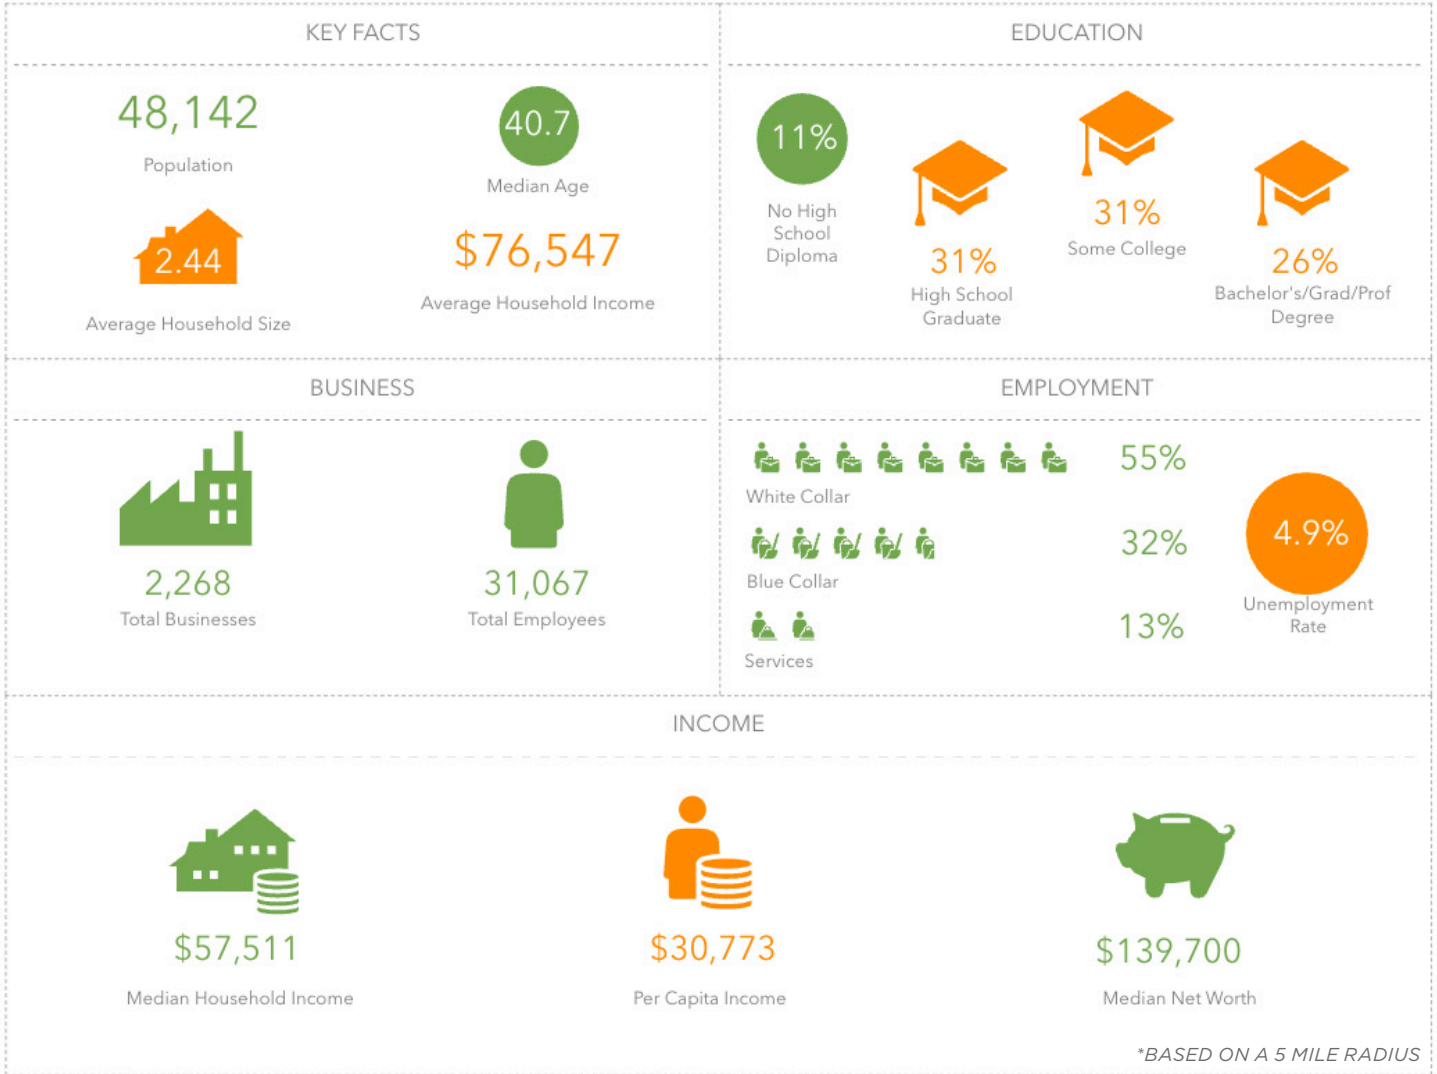 KEY FACTS
48,142
Population
40.7
Median Age
2.44
Average Household Size
$76,547
Average Household Income
EDUCATION
11%
No High
School
Diploma
31%
High School
Graduate
31%
Some College
26%
Bachelor's/Grad/Prof
Degree
BUSINESS
2,268
Total Businesses
31,067
Total Employees
EMPLOYMENT
55%
White Collar
32%
Blue Collar
13%
Services
4.9%
Unemployment
Rate
INCOME
$57,511
Median Household Income
$30,773
Per Capita Income
$139,700
Median Net Worth
*BASED ON A 5 MILE RADIUS